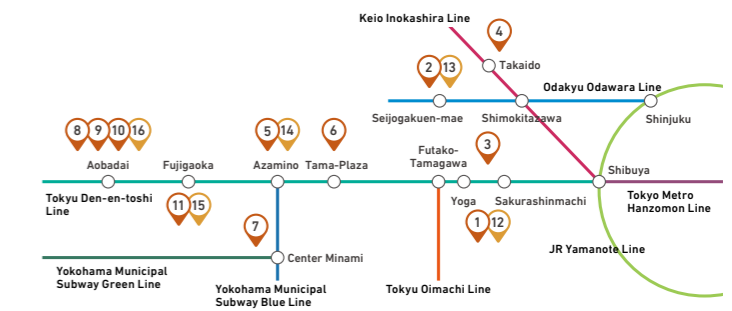 Keio Inokashira Line
4
Takaido
2 13
Odakyu Odawara Line
Seijogakuen-mae
Shimokitazawa
Shinjuku
8 9 10 16
5 14
6
3
Aobadai
Fujigaoka
Azamino
Tama-Plaza
Futako-
Tamagawa
Shibuya
Tokyu Den-en-toshi
Line
11 15
Yoga
Sakurashinmachi
Tokyo Metro
Hanzomon Line
7
1 12
Center Minami
JR Yamanote Line
Yokohama Municipal
Subway Green Line
Yokohama Municipal
Subway Blue Line
Tokyu Oimachi Line